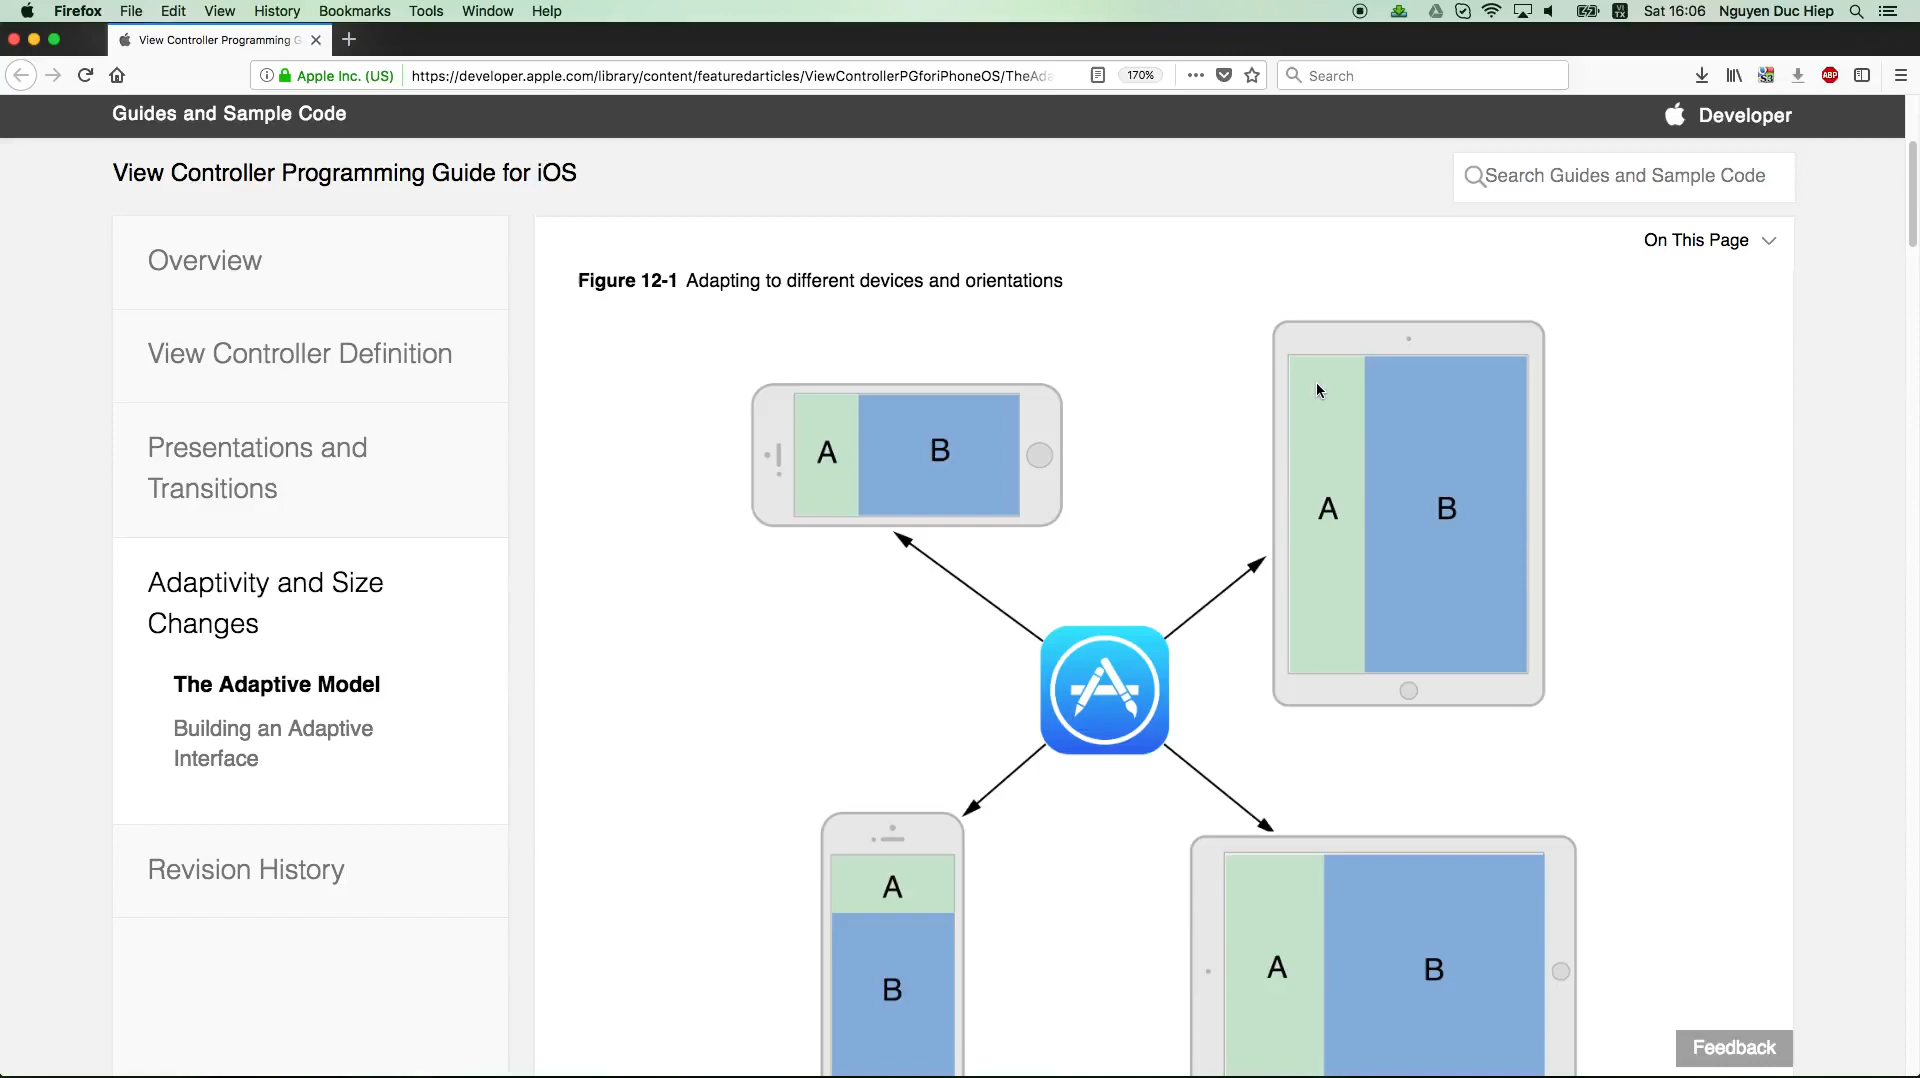 Firefox File Edit View History Bookmarks Tools Window Help
VI
TX
Sat 16:06 Nguyen Duc Hiep
View Controller Programming G
Apple Inc. (US) https://developer.apple.com/library/content/featuredarticles/ViewControllerPGforiPhoneOS/TheAda 170% Search ABP
Guides and Sample Code
Developer
View Controller Programming Guide for iOS
Search Guides and Sample Code
Overview
View Controller Definition
Presentations and
Transitions
Adaptivity and Size
Changes
The Adaptive Model
Building an Adaptive
Interface
Revision History
On This Page
Figure 12-1 Adapting to different devices and orientations
A B
A B
A
B
A B
Feedback